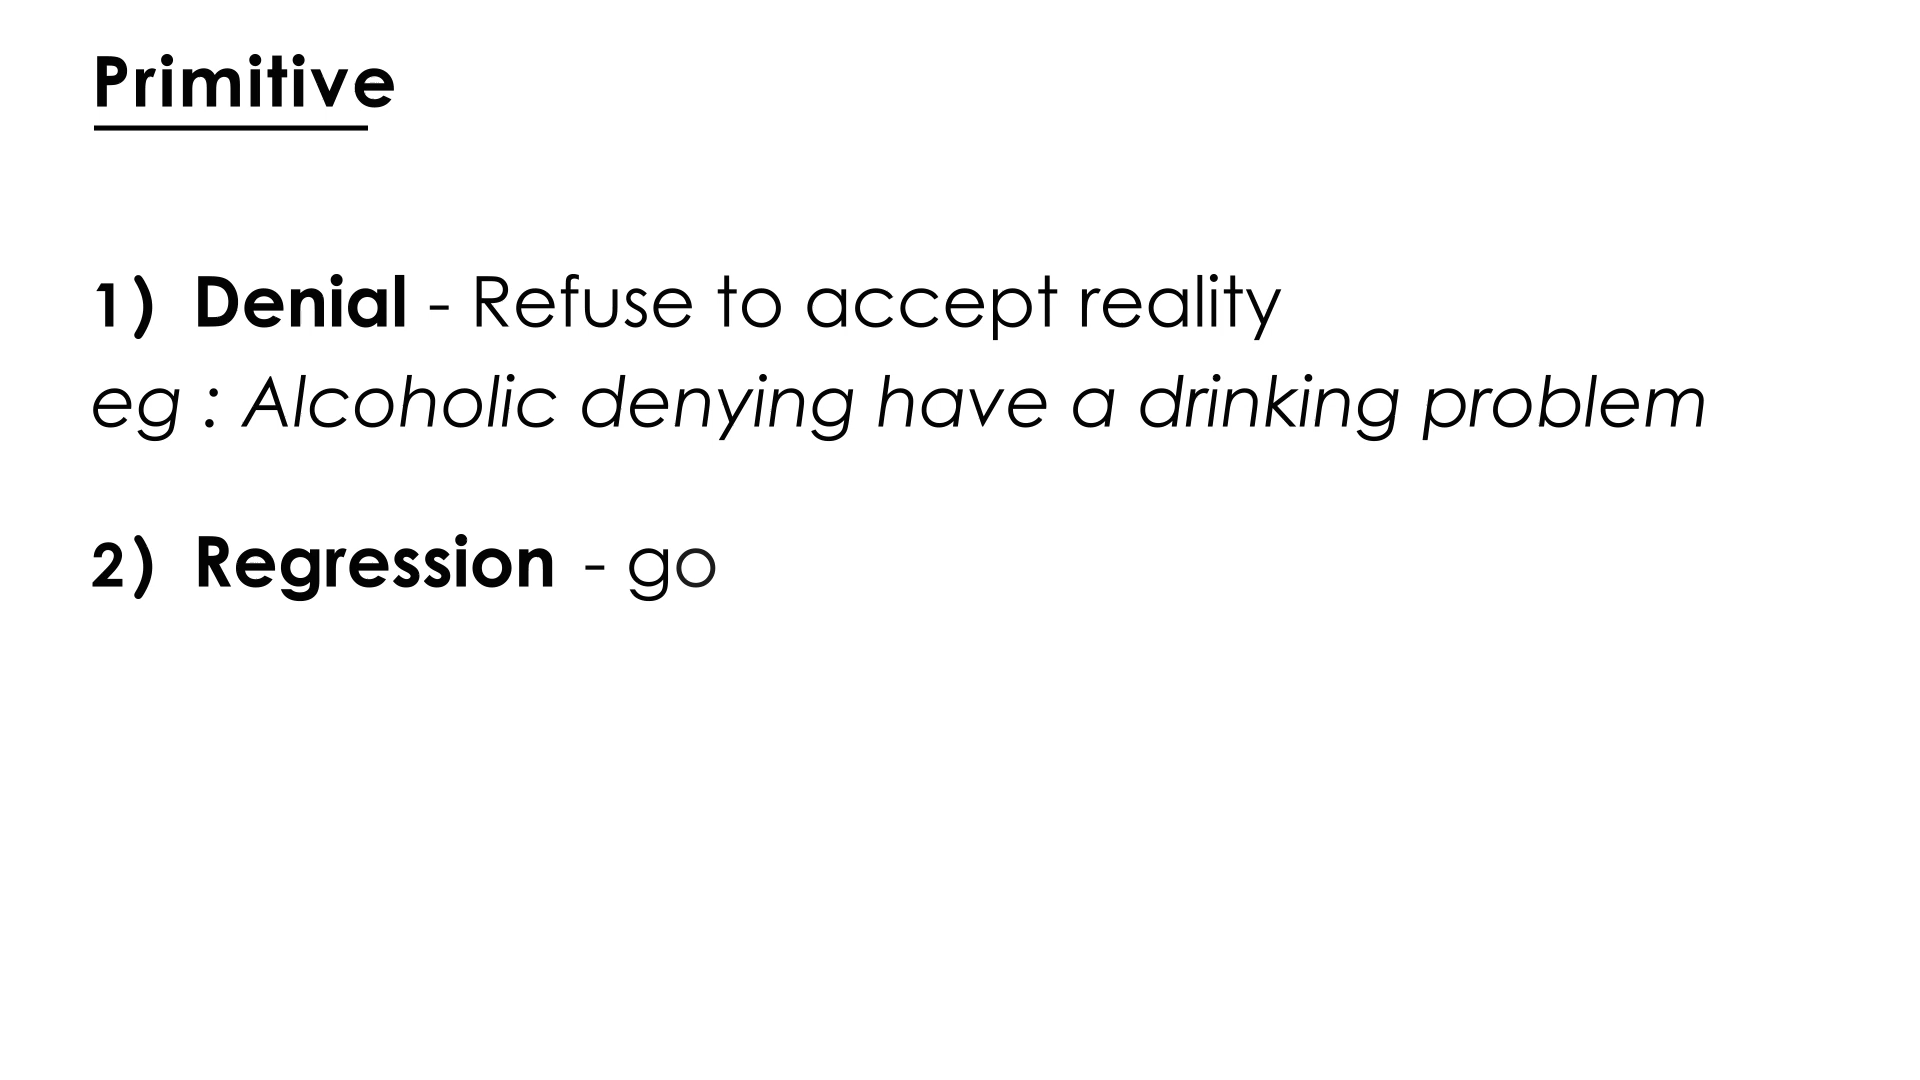 Primitive
1) Denial - Refuse to accept reality
eg : Alcoholic denying have a drinking problem
2) Regression - go